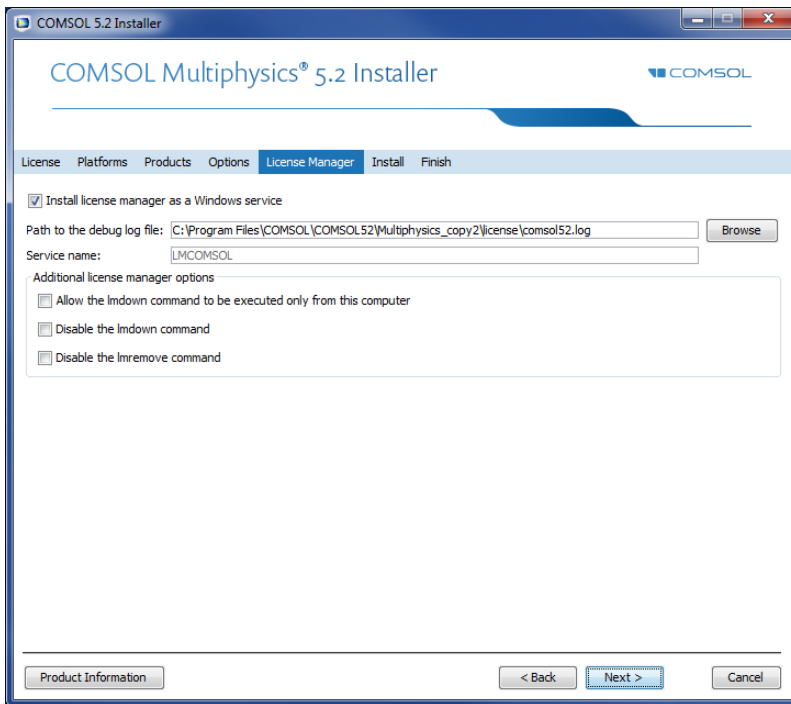 COMSOL 5.2 Installer
COMSOL Multiphysics® 5.2 Installer
COMSOL
License Platforms Products Options License Manager Install Finish
Install license manager as a Windows service
Path to the debug log file: C:\Program Files\COMSOL\COMSOL52\Multiphysics_copy2\license\comsol52.log Browse
Service name: LMCOMSOL
Additional license manager options
Allow the lmdown command to be executed only from this computer
Disable the lmdown command
Disable the lmremove command
Product Information < Back Next > Cancel